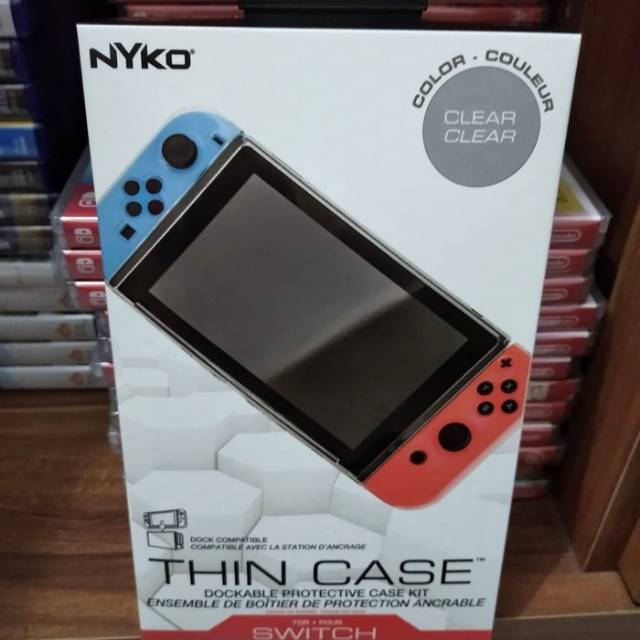 NYKO®
COLOR - COULEUR
CLEAR
CLEAR
DOCK COMPATIBLE
COMPATIBLE AVEC LA STATION D'ANCRAGE
THIN CASE™
DOCKABLE PROTECTIVE CASE KIT
ENSEMBLE DE BOÎTIER DE PROTECTION ANCRABLE
FOR • POUR
SWITCH